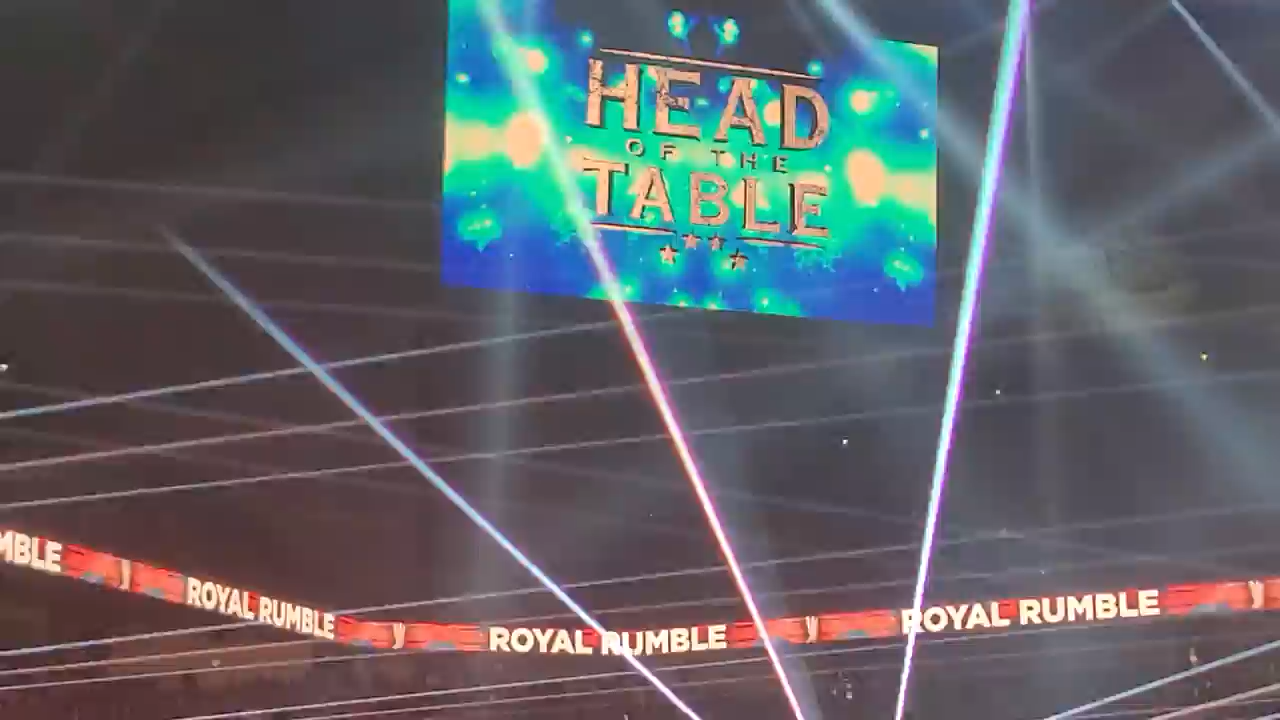 HEAD
OF THE
TABLE
MBLE y ROYAL RUMBLE y ROYAL RUMBLE y ROYAL RUMBLE y